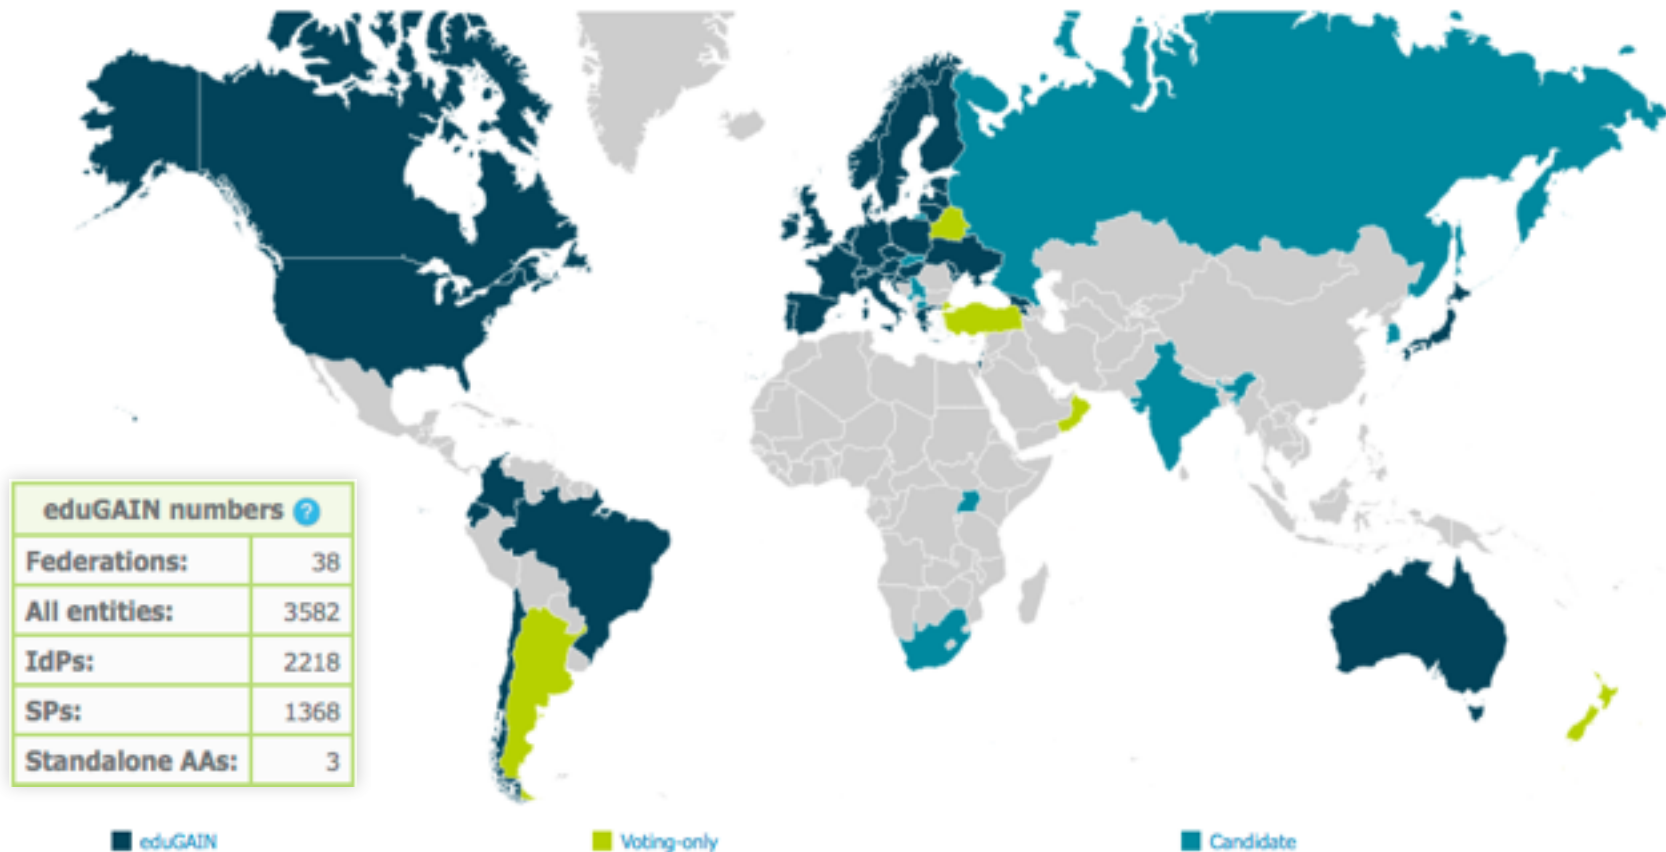 eduGAIN numbers ?
Federations: 38
All entities: 3582
IdPs: 2218
SPs: 1368
Standalone AAs: 3
eduGAIN Voting-only Candidate